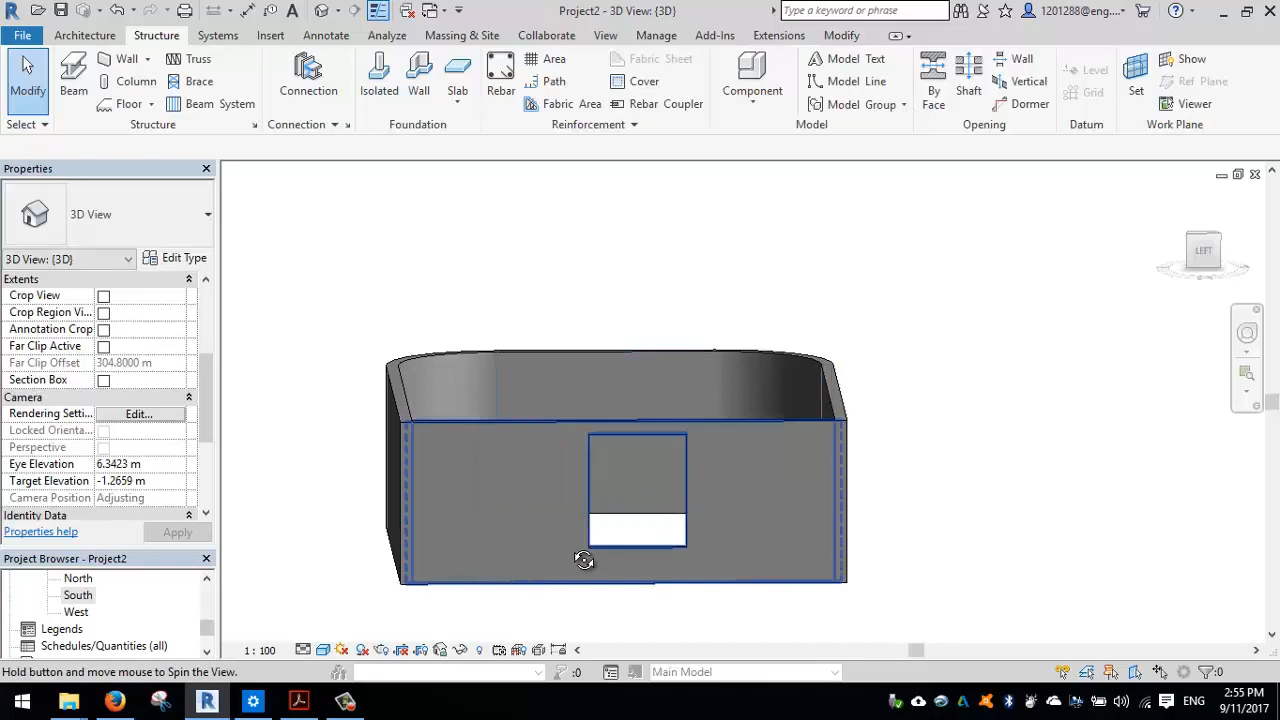 Project2 - 3D View: {3D}
Type a keyword or phrase
1201288@eng...
File Architecture Structure Systems Insert Annotate Analyze Massing & Site Collaborate View Manage Add-Ins Extensions Modify
Modify
Beam
Wall
Column
Floor
Truss
Brace
Beam System
Connection
Isolated
Wall
Slab
Rebar
Area
Path
Fabric Area
Fabric Sheet
Cover
Rebar Coupler
Component
Model Text
Model Line
Model Group
By
Face
Shaft
Wall
Vertical
Dormer
Level
Grid
Set
Show
Ref Plane
Viewer
Select Structure Connection Foundation Reinforcement Model Opening Datum Work Plane
Properties
3D View
3D View: {3D}
Edit Type
Extents
Crop View
Crop Region Vi...
Annotation Crop
Far Clip Active
Far Clip Offset 304.8000 m
Section Box
Camera
Rendering Setti... Edit...
Locked Orienta...
Perspective
Eye Elevation 6.3423 m
Target Elevation -1.2659 m
Camera Position Adjusting
Identity Data
Properties help Apply
Project Browser - Project2
North
South
West
Legends
Schedules/Quantities (all)
LEFT
1 : 100
Hold button and move mouse to Spin the View.
:0
Main Model
:0
ENG
2:55 PM
9/11/2017